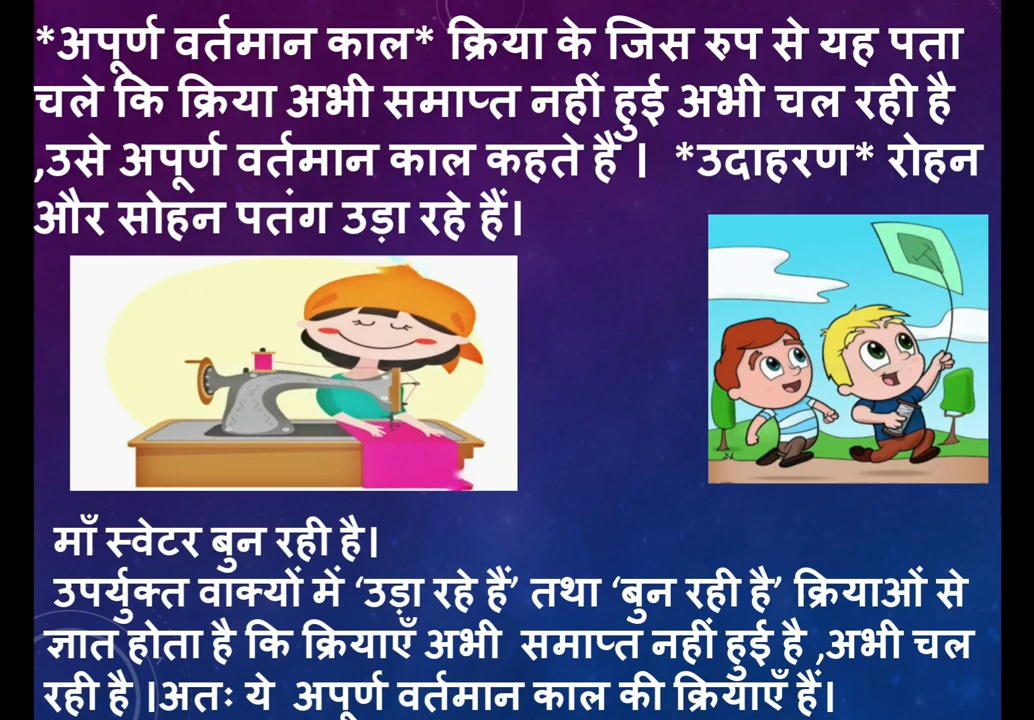 *अपूर्ण वर्तमान काल* क्रिया के जिस रुप से यह पता
चले कि क्रिया अभी समाप्त नहीं हुई अभी चल रही है
,उसे अपूर्ण वर्तमान काल कहते हैं । *उदाहरण* रोहन
और सोहन पतंग उड़ा रहे हैं।
माँ स्वेटर बुन रही है।
उपर्युक्त वाक्यों में ‘उड़ा रहे हैं’ तथा ‘बुन रही है’ क्रियाओं से
ज्ञात होता है कि क्रियाएँ अभी समाप्त नहीं हुई है ,अभी चल
रही है ।अतः ये अपूर्ण वर्तमान काल की क्रियाएँ हैं।